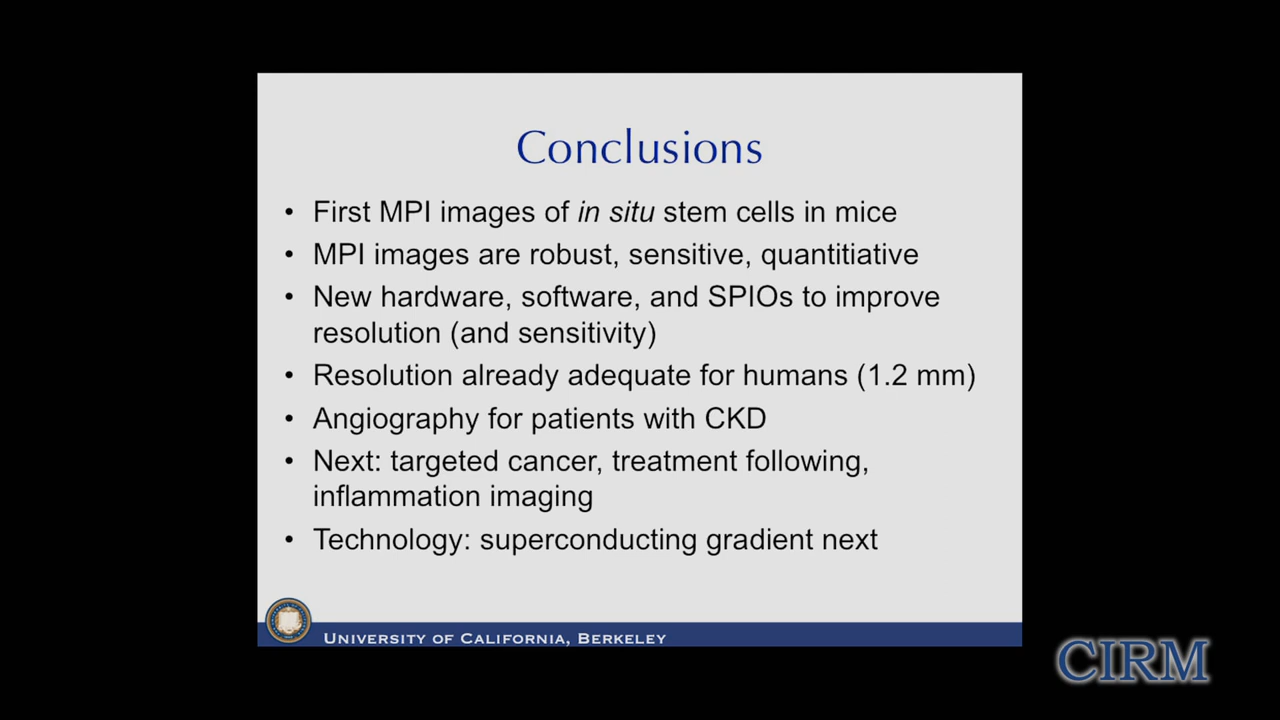 Conclusions
• First MPI images of in situ stem cells in mice
• MPI images are robust, sensitive, quantitiative
• New hardware, software, and SPIOs to improve
resolution (and sensitivity)
• Resolution already adequate for humans (1.2 mm)
• Angiography for patients with CKD
• Next: targeted cancer, treatment following,
inflammation imaging
• Technology: superconducting gradient next
UNIVERSITY OF CALIFORNIA, BERKELEY
CIRM